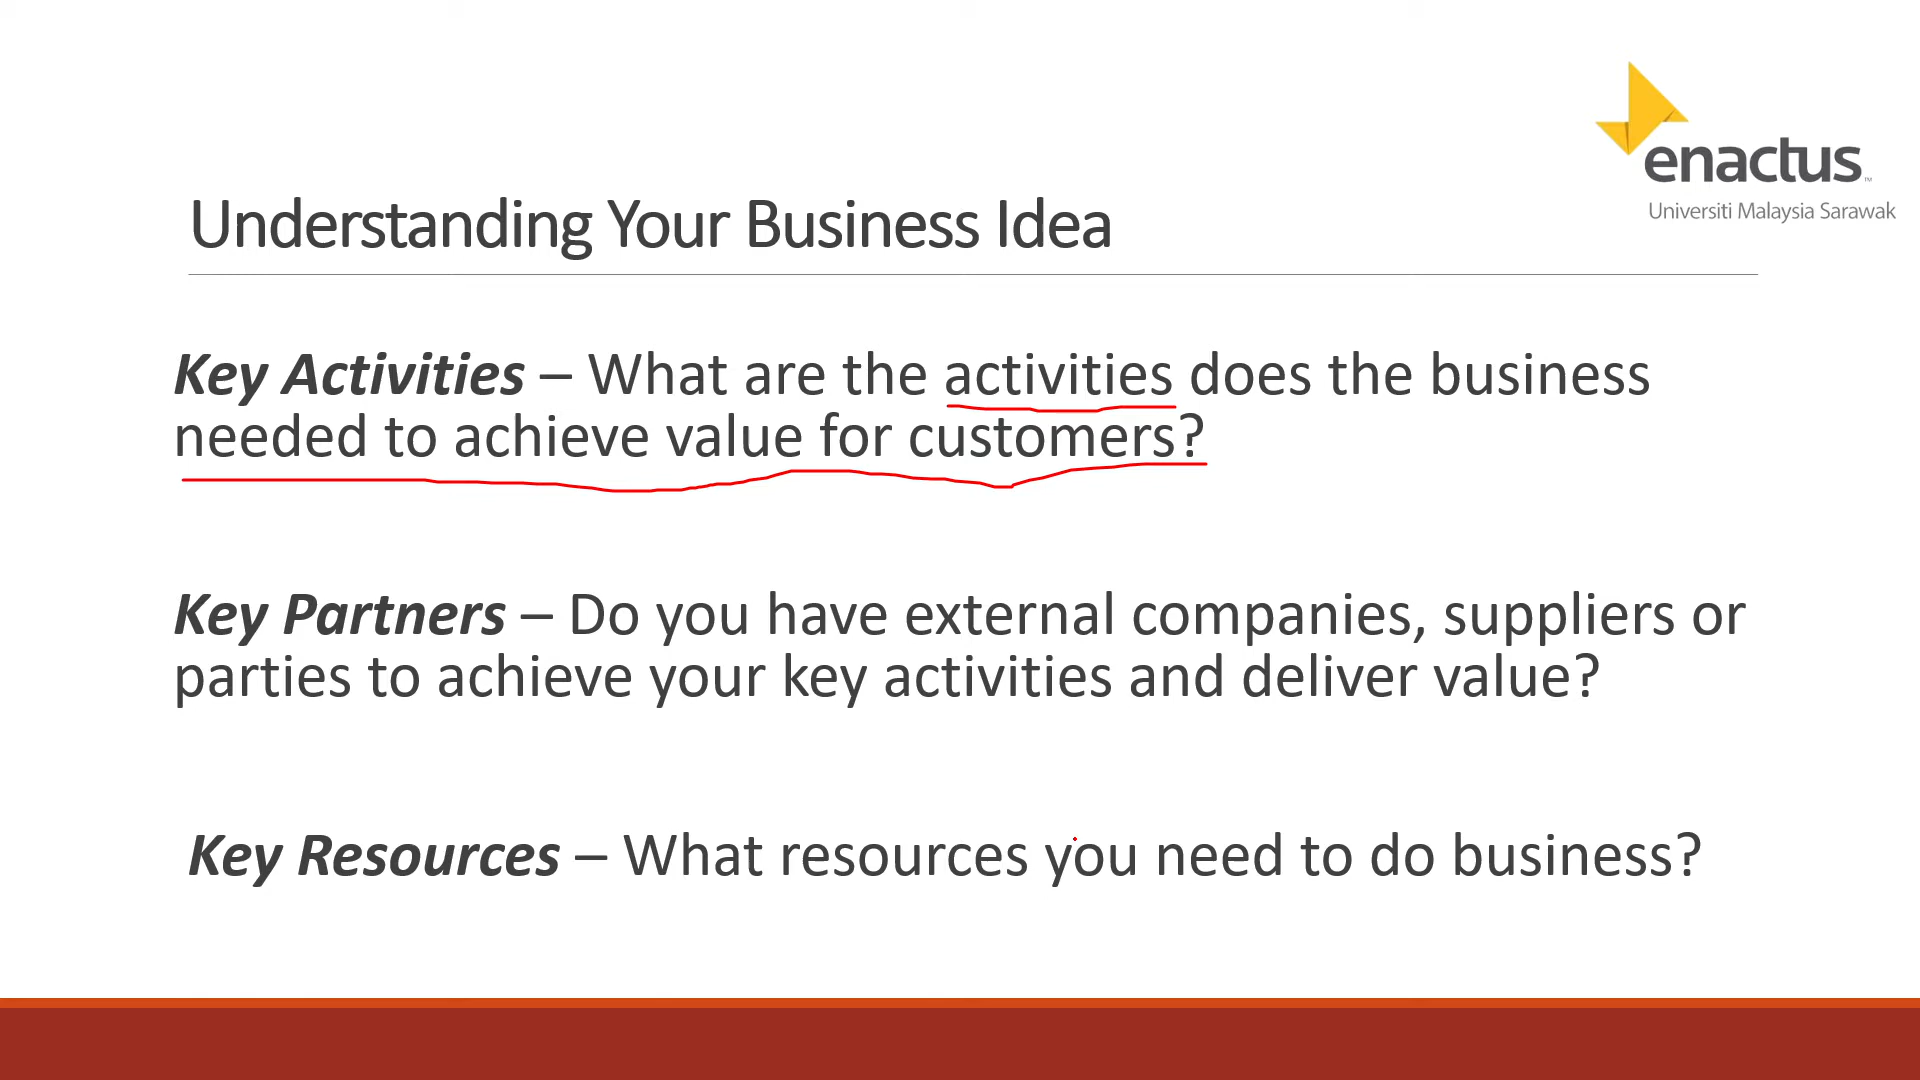 enactus™
Universiti Malaysia Sarawak
Understanding Your Business Idea
Key Activities – What are the activities does the business
needed to achieve value for customers?
Key Partners – Do you have external companies, suppliers or
parties to achieve your key activities and deliver value?
Key Resources – What resources you need to do business?